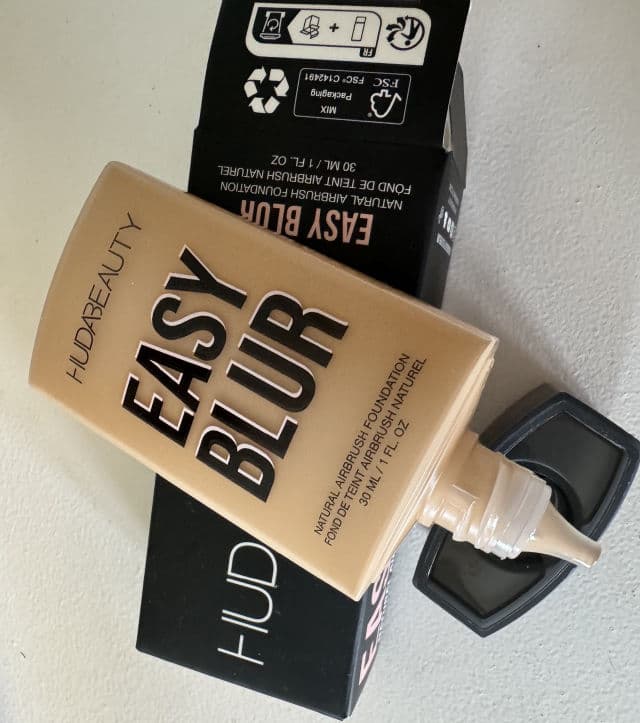 HUDABEAUTY
EASY
BLUR
NATURAL AIRBRUSH FOUNDATION
FOND DE TEINT AIRBRUSH NATUREL
30 ML / 1 FL. OZ
EASY BLUR
NATURAL AIRBRUSH FOUNDATION
FOND DE TEINT AIRBRUSH NATUREL
30 ML / 1 FL. OZ
FSC
MIX
Packaging
FSC® C142491
FR
+
HUD